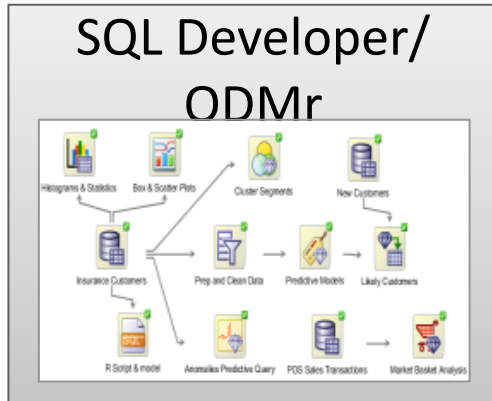 SQL Developer/
ODMr
Histograms & Statistics
Box & Scatter Plots
Cluster Segments
New Customers
Insurance Customers
Prep and Clean Data
Predictive Models
Likely Customers
SQL
R Script & model
Anomalies Predictive Query
POS Sales Transactions
Market Basket Analysis